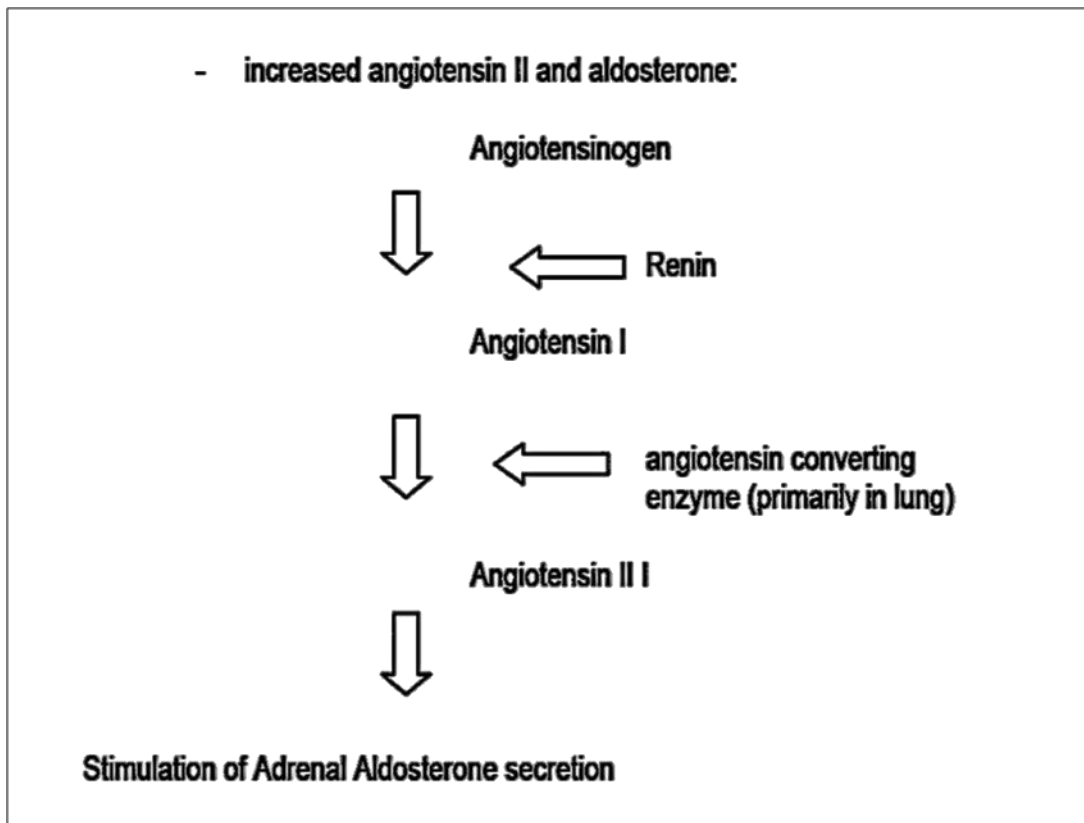 - increased angiotensin II and aldosterone:
Angiotensinogen
Renin
Angiotensin I
angiotensin converting
enzyme (primarily in lung)
Angiotensin II I
Stimulation of Adrenal Aldosterone secretion